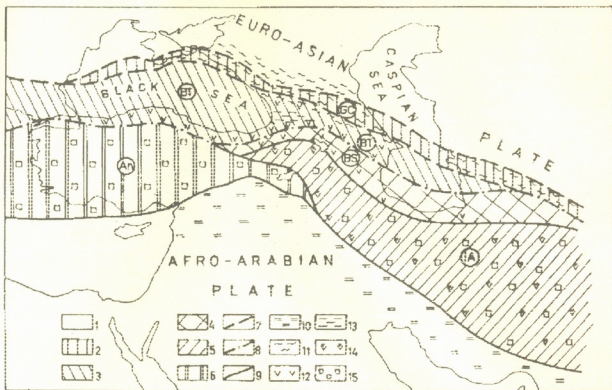 EURO-ASIAN
CASPIAN
SEA
BLACK
SEA
PLATE
BT
GC
BT
BS
An
IA
AFRO-ARABIAN
PLATE
1
4
7
10
13
2
5
8
11
14
3
6
9
12
15